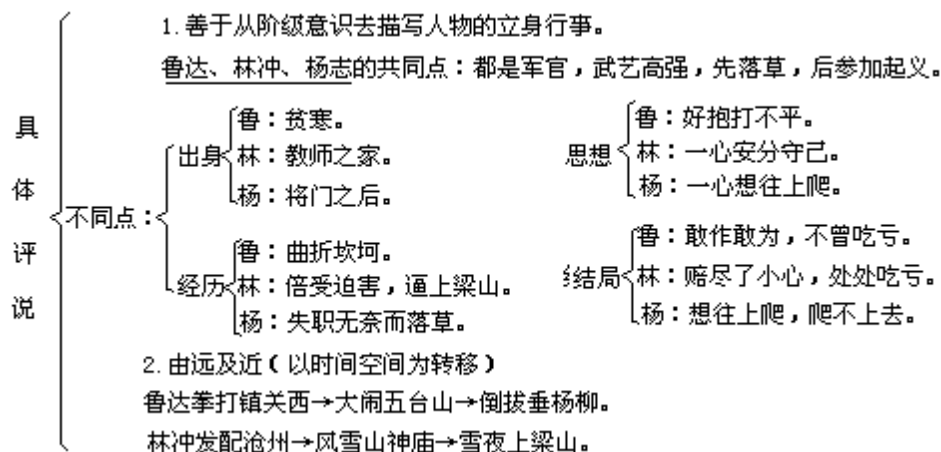 具体评说
1.善于从阶级意识去描写人物的立身行事。
鲁达、林冲、杨志的共同点：都是军官，武艺高强，先落草，后参加起义。
不同点：
出身
鲁：贫寒。
林：教师之家。
杨：将门之后。
思想
鲁：好抱打不平。
林：一心安分守己。
杨：一心想往上爬。
经历
鲁：曲折坎坷。
林：倍受迫害，逼上梁山。
杨：失职无奈而落草。
结局
鲁：敢作敢为，不曾吃亏。
林：赔尽了小心，处处吃亏。
杨：想往上爬，爬不上去。
2.由远及近（以时间空间为转移）
鲁达拳打镇关西→大闹五台山→倒拔垂杨柳。
林冲发配沧州→风雪山神庙→雪夜上梁山。